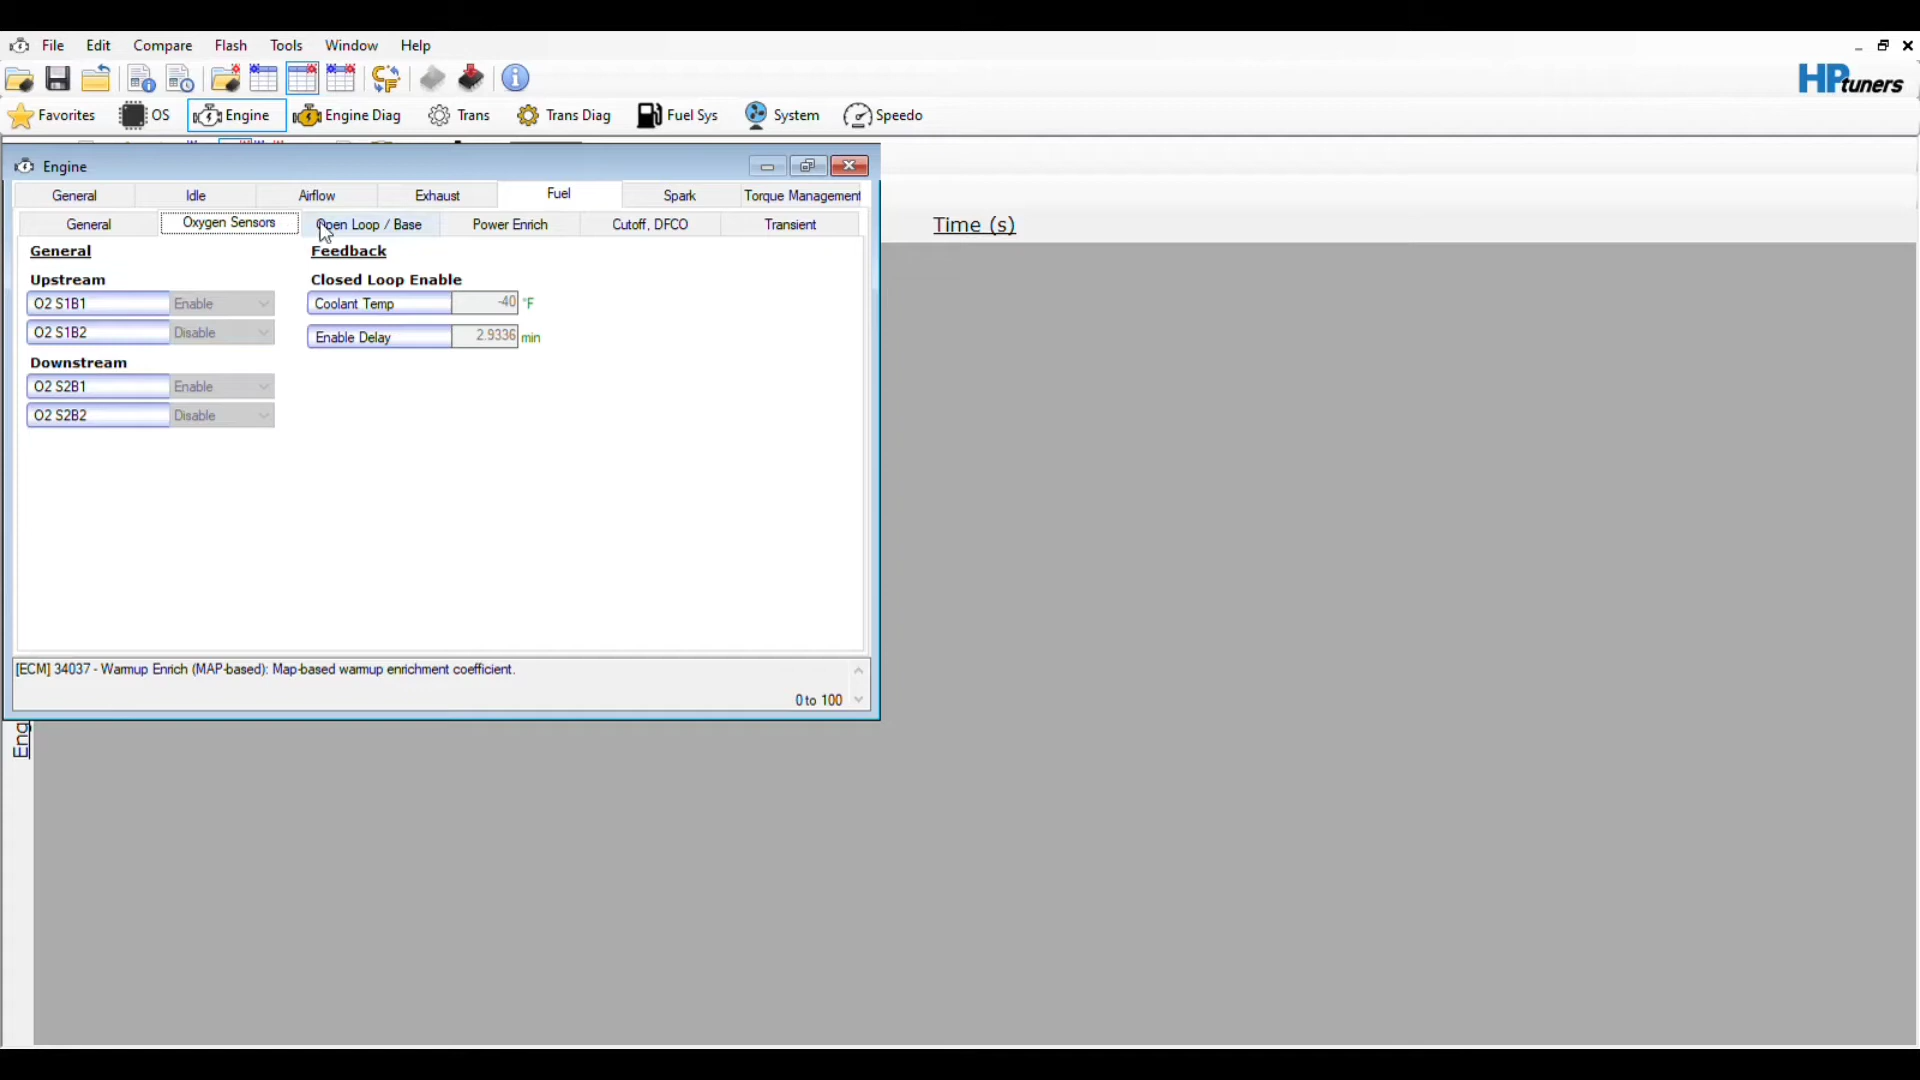 File Edit Compare Flash Tools Window Help
HPtuners
Favorites OS Engine Engine Diag Trans Trans Diag Fuel Sys System Speedo
Engine
General Idle Airflow Exhaust Fuel Spark Torque Management
General Oxygen Sensors Open Loop / Base Power Enrich Cutoff, DFCO Transient
Time (s)
General Feedback
Upstream Closed Loop Enable
O2 S1B1 Enable Coolant Temp -40 °F
O2 S1B2 Disable Enable Delay 2.9336 min
Downstream
O2 S2B1 Enable
O2 S2B2 Disable
[ECM] 34037 - Warmup Enrich (MAP-based): Map-based warmup enrichment coefficient.
0 to 100
Eng